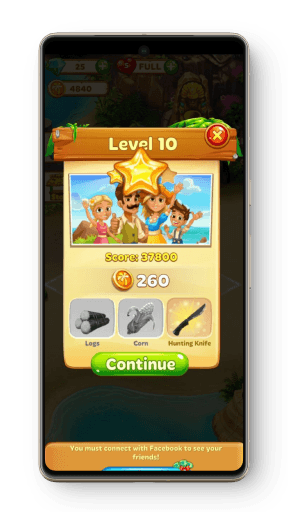 25
FULL
4840
Level 10
Score: 37800
260
Logs
Corn
Hunting Knife
Continue
You must connect with Facebook to see your
friends!